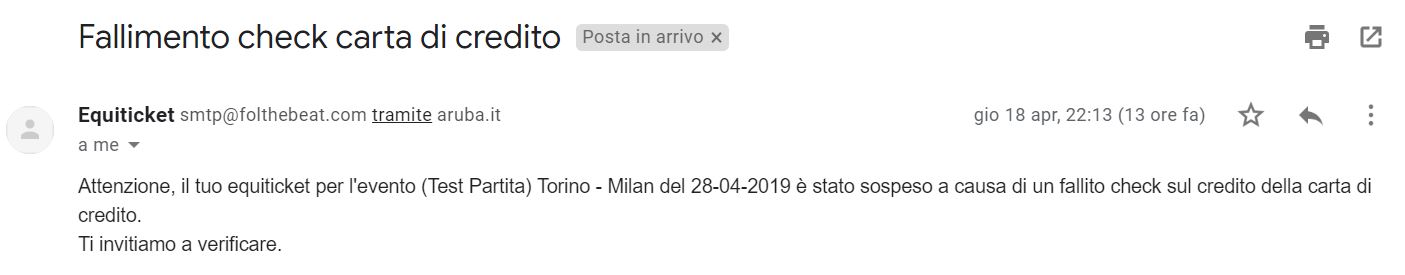 Fallimento check carta di credito Posta in arrivo ×
Equiticket smtp@folthebeat.com tramite aruba.it gio 18 apr, 22:13 (13 ore fa)
a me
Attenzione, il tuo equiticket per l'evento (Test Partita) Torino - Milan del 28-04-2019 è stato sospeso a causa di un fallito check sul credito della carta di
credito.
Ti invitiamo a verificare.